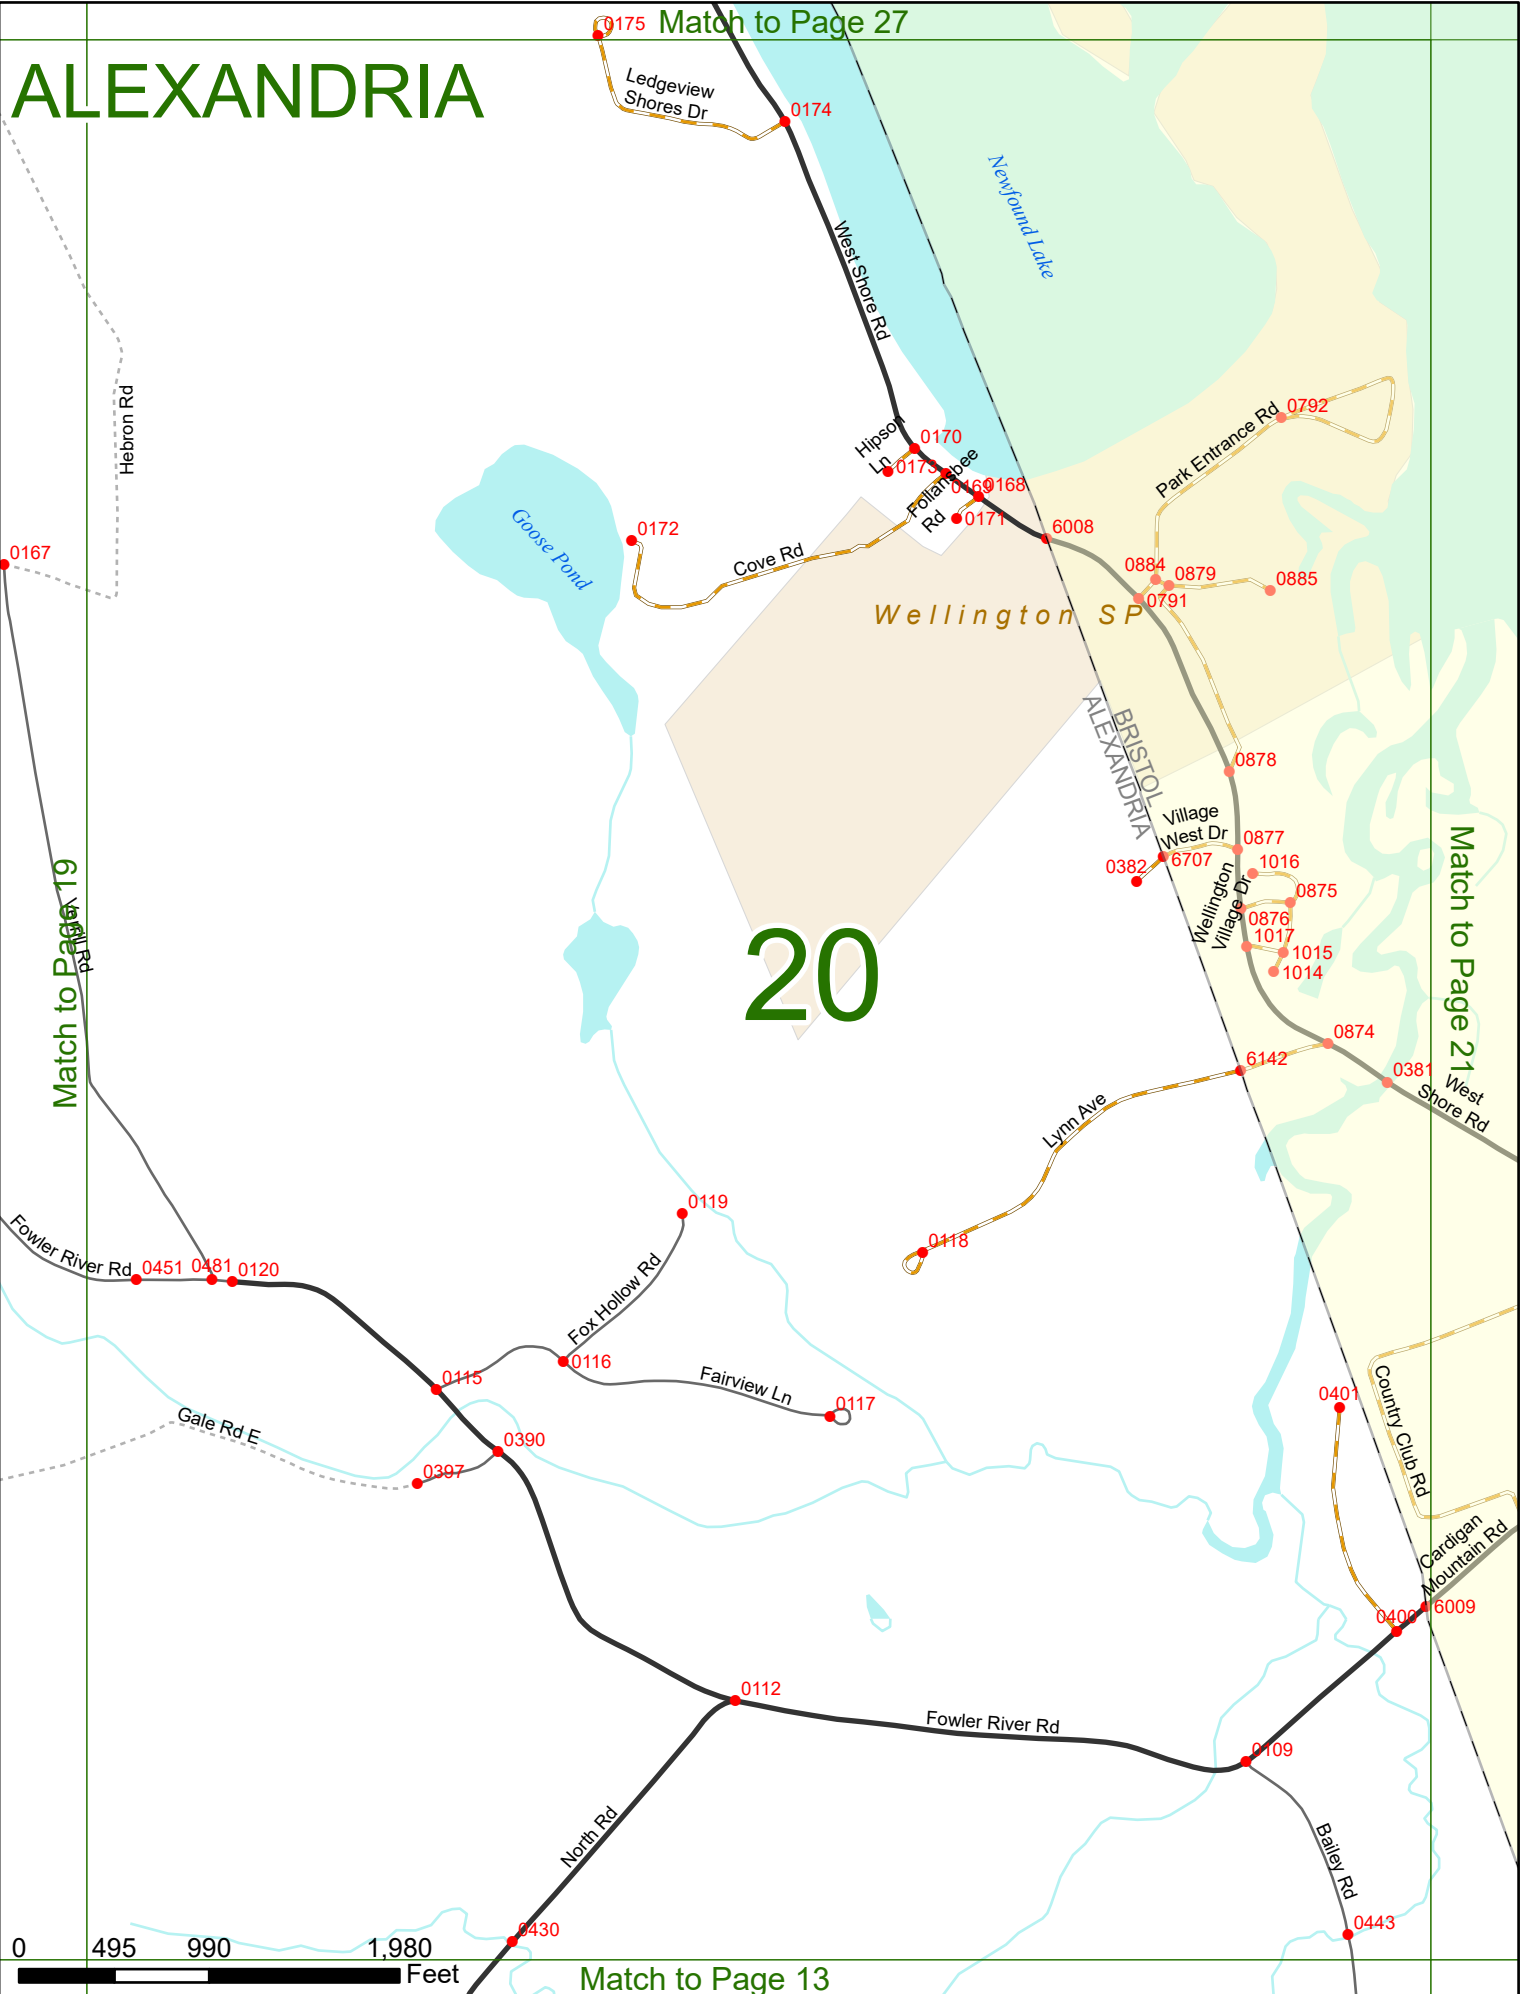 0175
Match to Page 27
ALEXANDRIA
Ledgeview
Shores Dr
0174
Newfound Lake
West Shore Rd
Hebron Rd
0792
Park Entrance Rd
Hipson
Ln
0170
0173
Follansbee
Rd
0169
0168
0171
6008
Goose Pond
0172
Cove Rd
0167
0884
0879
0885
0791
Wellington SP
BRISTOL
ALEXANDRIA
0878
Village
West Dr
0877
0382
6707
1016
0875
Wellington
Village Dr
0876
1017
1015
1014
Match to Page 19
Match to Page 21
20
0874
6142
0381
West
Shore Rd
Lynn Ave
0119
0118
Fowler River Rd
0451
0481
0120
Fox Hollow Rd
0116
0115
Fairview Ln
0117
Gale Rd E
0390
0397
0401
Country Club Rd
Cardigan
Mountain Rd
0400
6009
0112
Fowler River Rd
0109
North Rd
Bailey Rd
0430
0443
0 495 990 1,980
Feet
Match to Page 13